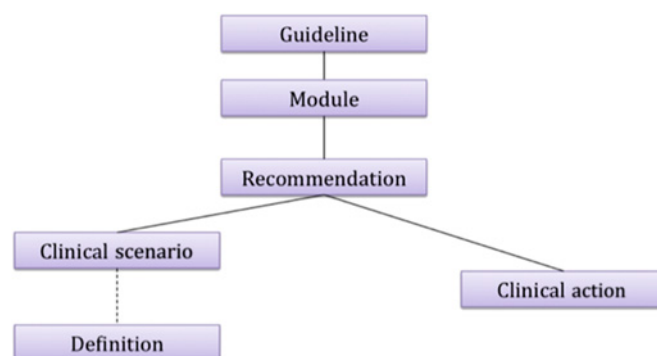 Guideline
Module
Recommendation
Clinical scenario
Clinical action
Definition